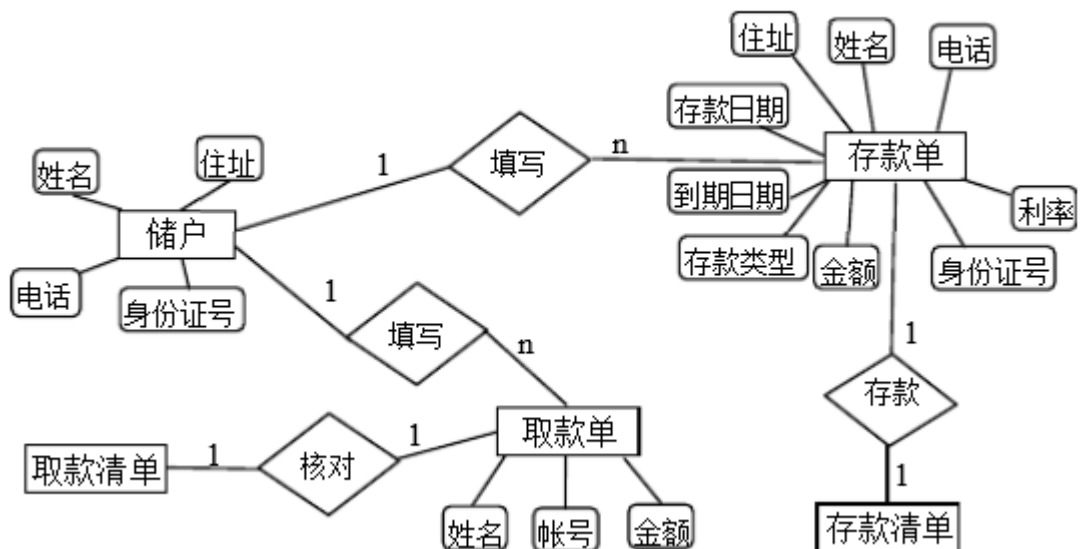 住址
姓名
电话
存款日期
1
填写
n
存款单
姓名
住址
到期日期
利率
储户
存款类型
金额
身份证号
电话
身份证号
1
填写
n
1
存款
取款单
1
取款清单
1
核对
1
姓名
帐号
金额
存款清单